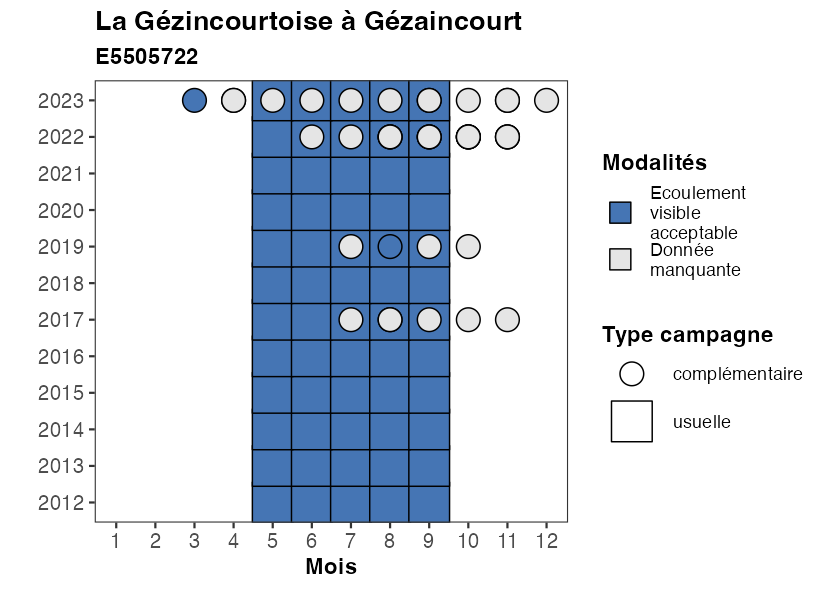 La Gézincourtoise à Gézaincourt
E5505722
2023
2022
2021
2020
2019
2018
2017
2016
2015
2014
2013
2012
1 2 3 4 5 6 7 8 9 10 11 12
Mois
Modalités
Ecoulement
visible
acceptable
Donnée
manquante
Type campagne
complémentaire
usuelle